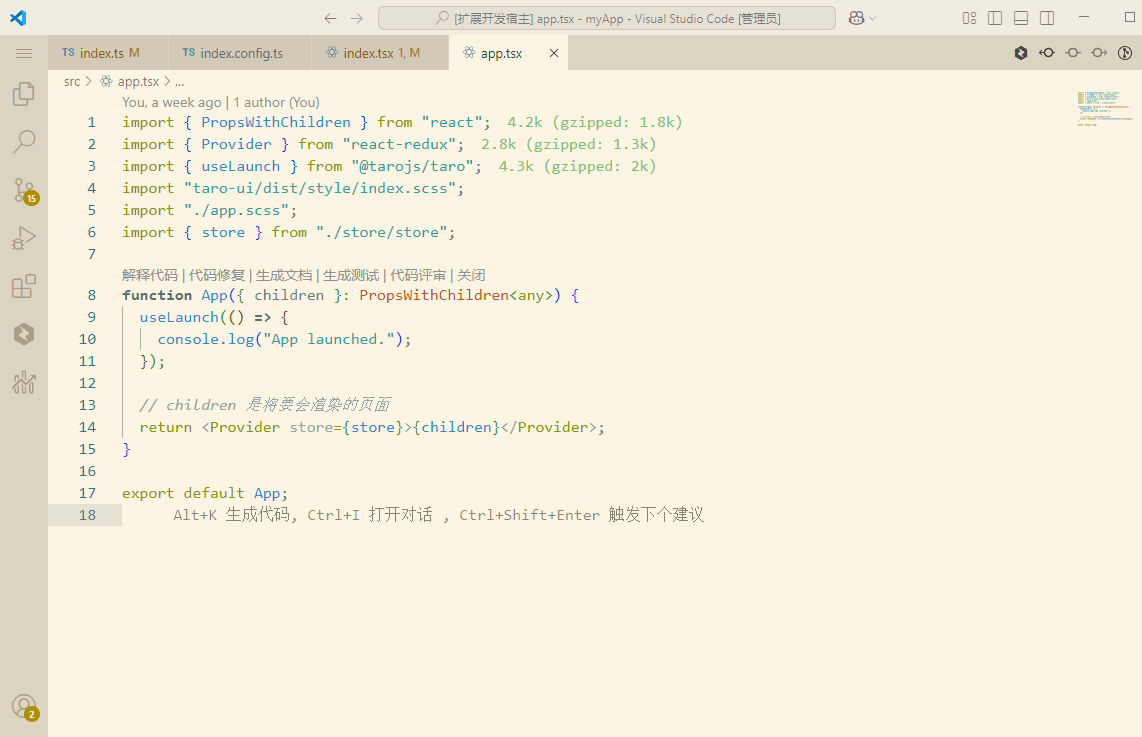 [扩展开发宿主] app.tsx - myApp - Visual Studio Code [管理员]
TS index.ts M
TS index.config.ts
index.tsx 1, M
app.tsx
src > app.tsx > ...
You, a week ago | 1 author (You)
1 import { PropsWithChildren } from "react"; 4.2k (gzipped: 1.8k)
2 import { Provider } from "react-redux"; 2.8k (gzipped: 1.3k)
3 import { useLaunch } from "@tarojs/taro"; 4.3k (gzipped: 2k)
4 import "taro-ui/dist/style/index.scss";
5 import "./app.scss";
6 import { store } from "./store/store";
7
解释代码 | 代码修复 | 生成文档 | 生成测试 | 代码评审 | 关闭
8 function App({ children }: PropsWithChildren<any>) {
9 useLaunch(() => {
10 console.log("App launched.");
11 });
12
13 // children 是将要会渲染的页面
14 return <Provider store={store}>{children}</Provider>;
15 }
16
17 export default App;
18 Alt+K 生成代码, Ctrl+I 打开对话 , Ctrl+Shift+Enter 触发下个建议
15
2